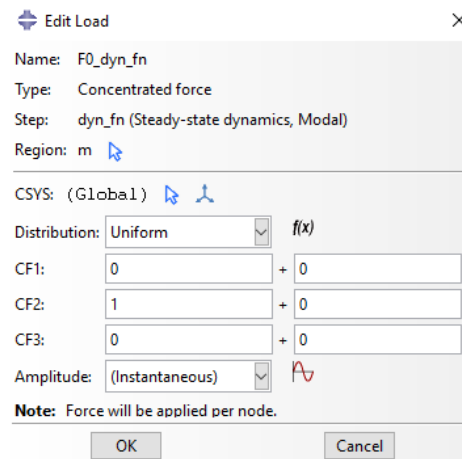 Edit Load
Name: F0_dyn_fn
Type: Concentrated force
Step: dyn_fn (Steady-state dynamics, Modal)
Region: m
CSYS: (Global)
Distribution: Uniform f(x)
CF1: 0 + 0
CF2: 1 + 0
CF3: 0 + 0
Amplitude: (Instantaneous)
Note: Force will be applied per node.
OK Cancel